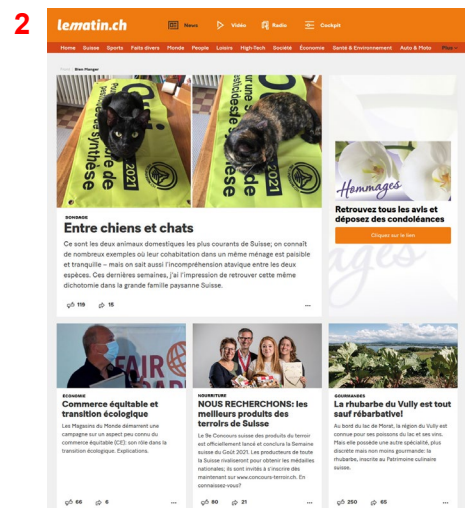 2
lematin.ch
News Vidéo Radio Cockpit
Home Suisse Sports Faits divers Monde People Loisirs High-Tech Société Économie Santé & Environnement Auto & Moto Plus
Bien Manger
2021
de synthèse
2021
Hommages
Retrouvez tous les avis et
déposez des condoléances
Cliquez sur le lien
SONDAGE
Entre chiens et chats
Ce sont les deux animaux domestiques les plus courants de Suisse; on connaît
de nombreux exemples où leur cohabitation dans un même ménage est paisible
et tranquille – mais on sait aussi l'incompréhension atavique entre les deux
espèces. Ces dernières semaines, j'ai l'impression de retrouver cette même
dichotomie dans la grande famille paysanne Suisse.
119 15 ...
FAIR
ÉCONOMIE
Commerce équitable et
transition écologique
Les Magasins du Monde démarrent une
campagne sur un aspect peu connu du
commerce équitable (CE): son rôle dans la
transition écologique. Explications.
66 6 ...
NOURRITURE
NOUS RECHERCHONS: les
meilleurs produits des
terroirs de Suisse
Le 9e Concours suisse des produits du terroir
est officiellement lancé et conclura la Semaine
suisse du Goût 2021. Les producteurs de toute
la Suisse rivaliseront pour obtenir les médailles
nationales; ils sont invités à s'inscrire dès
maintenant sur www.concours-terroir.ch. En
connaissez-vous?
80 21 ...
GOURMANDES
La rhubarbe du Vully est tout
sauf rébarbative!
Au bord du lac de Morat, la région du Vully est
connue pour ses poissons du lac et ses vins.
Mais elle possède une autre spécialité, plus
discrète mais non moins gourmande: la
rhubarbe, inscrite au Patrimoine culinaire
suisse.
250 65 ...